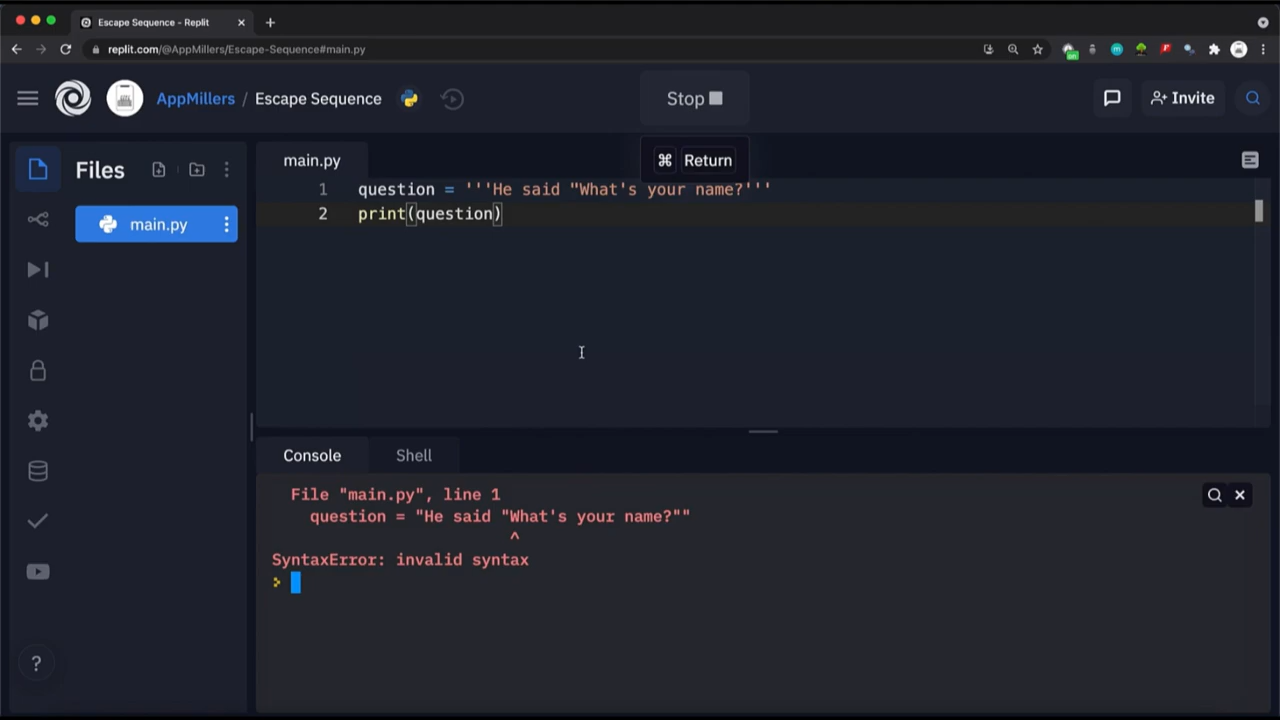 Escape Sequence - Replit
replit.com/@AppMillers/Escape-Sequence#main.py
AppMillers / Escape Sequence
Stop
Invite
⌘ Return
Files
main.py
main.py
1 question = '''He said "What's your name?'''
2 print(question)
Console Shell
File "main.py", line 1
question = "He said "What's your name?""
^
SyntaxError: invalid syntax
>
?